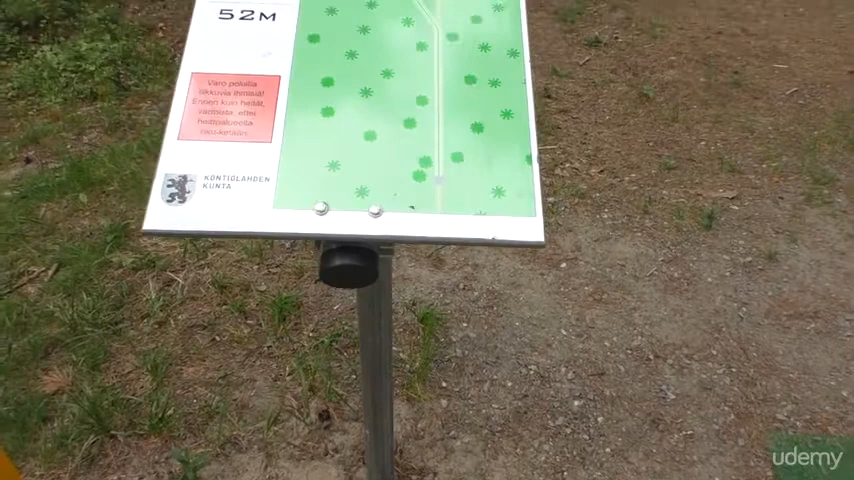 52M
Varo poluilla
liikkuvia ihmisiä!
Ennen kuin heität,
varmista, ettei
heittoalueella
KONTIOLAHDEN
KUNTA
udemy